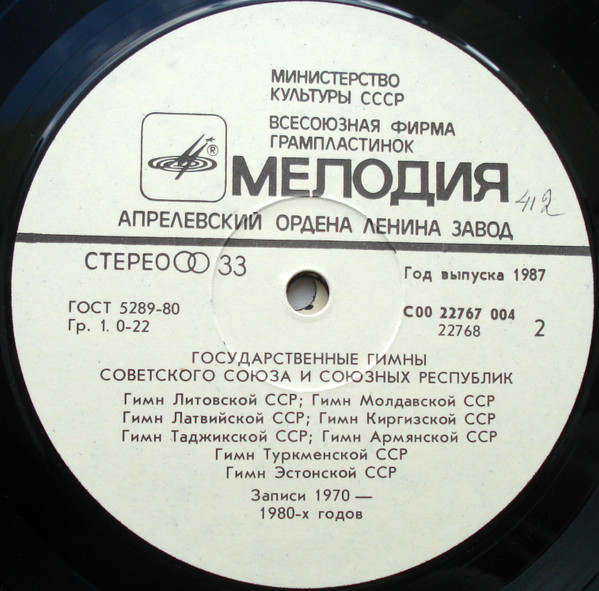 МИНИСТЕРСТВО
КУЛЬТУРЫ СССР
ВСЕСОЮЗНАЯ ФИРМА
ГРАМПЛАСТИНОК
®
МЕЛОДИЯ
412
АПРЕЛЕВСКИЙ ОРДЕНА ЛЕНИНА ЗАВОД
СТЕРЕО 33
Год выпуска 1987
ГОСТ 5289-80
Гр. 1. 0-22
С00 22767 004
22768
2
ГОСУДАРСТВЕННЫЕ ГИМНЫ
СОВЕТСКОГО СОЮЗА И СОЮЗНЫХ РЕСПУБЛИК
Гимн Литовской ССР; Гимн Молдавской ССР
Гимн Латвийской ССР; Гимн Киргизской ССР
Гимн Таджикской ССР; Гимн Армянской ССР
Гимн Туркменской ССР
Гимн Эстонской ССР
Записи 1970 —
1980-х годов